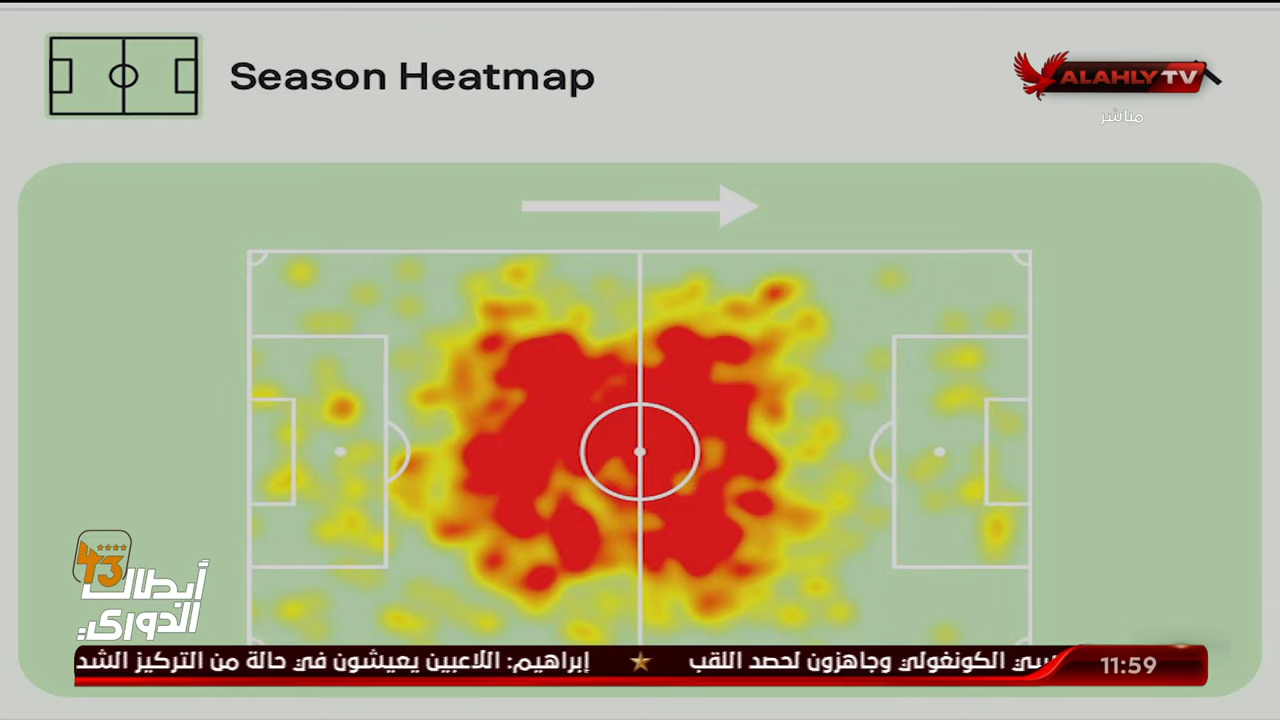 Season Heatmap
ALAHLY TV
مباشر
43
أبطال
الدوري
الكونغولي وجاهزون لحصد اللقب
إبراهيم: اللاعبين يعيشون في حالة من التركيز الشد
11:59